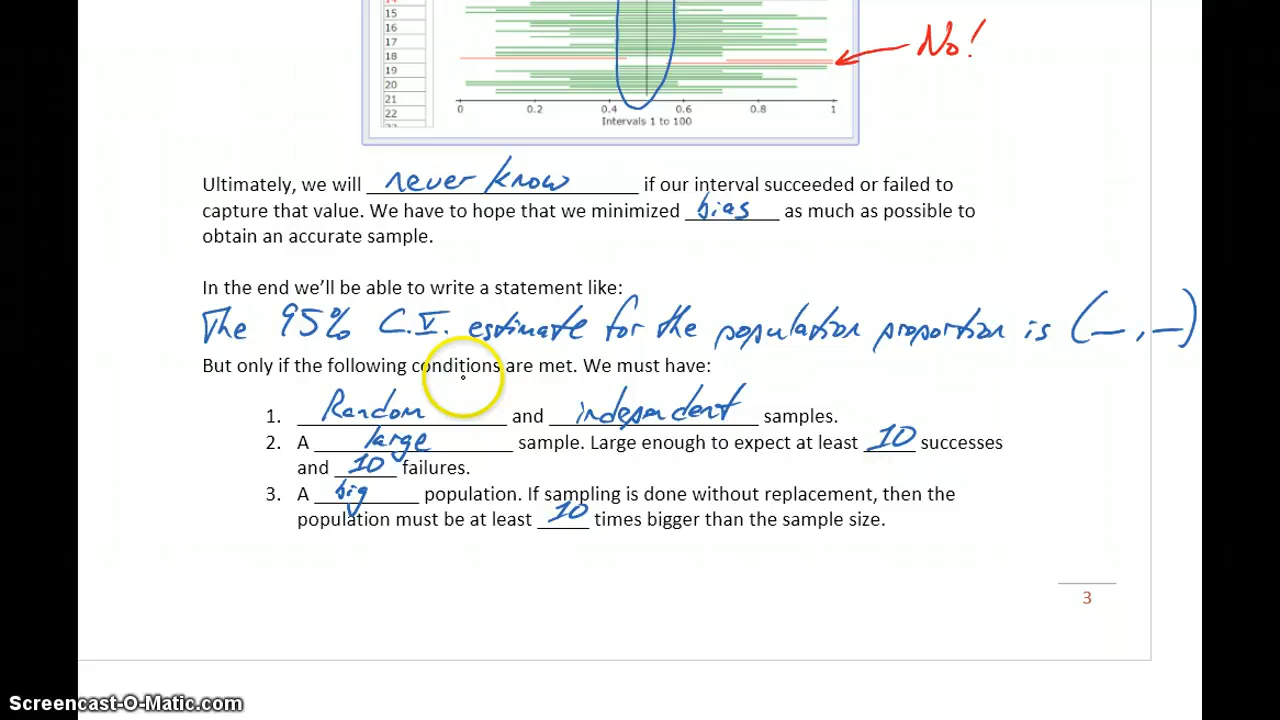 14
15
16
17
18
19
20
21
22
0 0.2 0.4 0.6 0.8 1
Intervals 1 to 100
No!
Ultimately, we will never know if our interval succeeded or failed to
capture that value. We have to hope that we minimized bias as much as possible to
obtain an accurate sample.
In the end we'll be able to write a statement like:
The 95% C.I. estimate for the population proportion is ( _ , _ )
But only if the following conditions are met. We must have:
1. Random and independent samples.
2. A large sample. Large enough to expect at least 10 successes
and 10 failures.
3. A big population. If sampling is done without replacement, then the
population must be at least 10 times bigger than the sample size.
3
Screencast-O-Matic.com